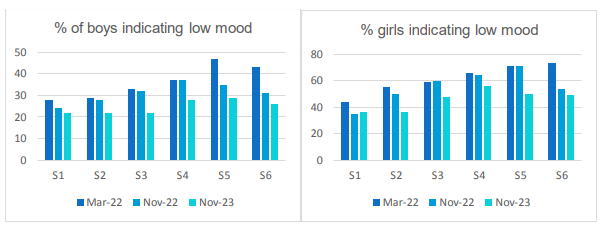 % of boys indicating low mood
50
40
30
20
10
0
S1 S2 S3 S4 S5 S6
Mar-22 Nov-22 Nov-23
% girls indicating low mood
80
60
40
20
0
S1 S2 S3 S4 S5 S6
Mar-22 Nov-22 Nov-23